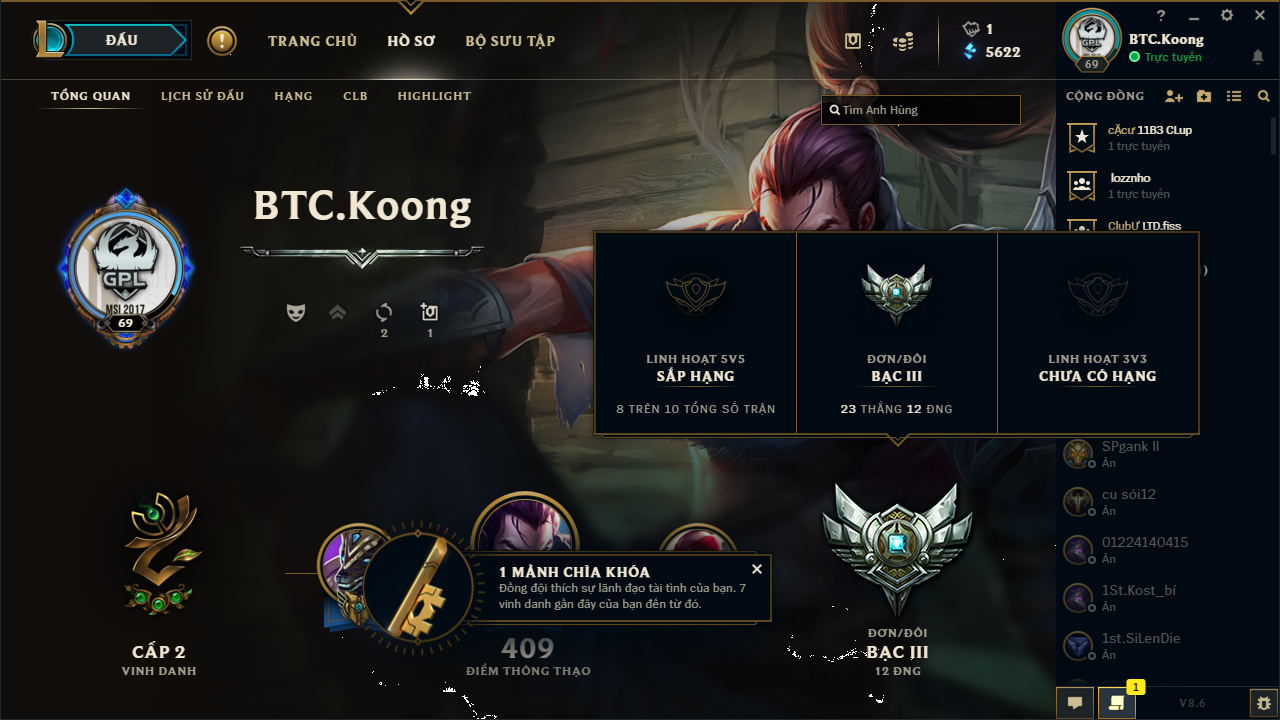 ĐẤU
!
TRANG CHỦ
HỒ SƠ
BỘ SƯU TẬP
1
5622
?
BTC.Koong
Trực tuyến
69
TỔNG QUAN
LỊCH SỬ ĐẤU
HẠNG
CLB
HIGHLIGHT
Tìm Anh Hùng
CỘNG ĐỒNG
cẶcư 11B3 CLup
1 trực tuyến
lozznho
1 trực tuyến
ClubƯ LTD.fiss
BTC.Koong
GPL
MSI 2017
69
2
1
LINH HOẠT 5V5
SẮP HẠNG
8 TRÊN 10 TỔNG SỐ TRẬN
ĐƠN/ĐÔI
BẠC III
23 THẮNG 12 ĐNG
LINH HOẠT 3V3
CHƯA CÓ HẠNG
SPgank II
Ẩn
cu sói12
Ẩn
01224140415
Ẩn
1St.Kost_bí
Ẩn
1st.SiLenDie
Ẩn
1 MẢNH CHÌA KHÓA
Đồng đội thích sự lãnh đạo tài tình của bạn. 7
vinh danh gần đây của bạn đến từ đó.
CẤP 2
VINH DANH
409
ĐIỂM THÔNG THẠO
ĐƠN/ĐÔI
BẠC III
12 ĐNG
1
V8.6